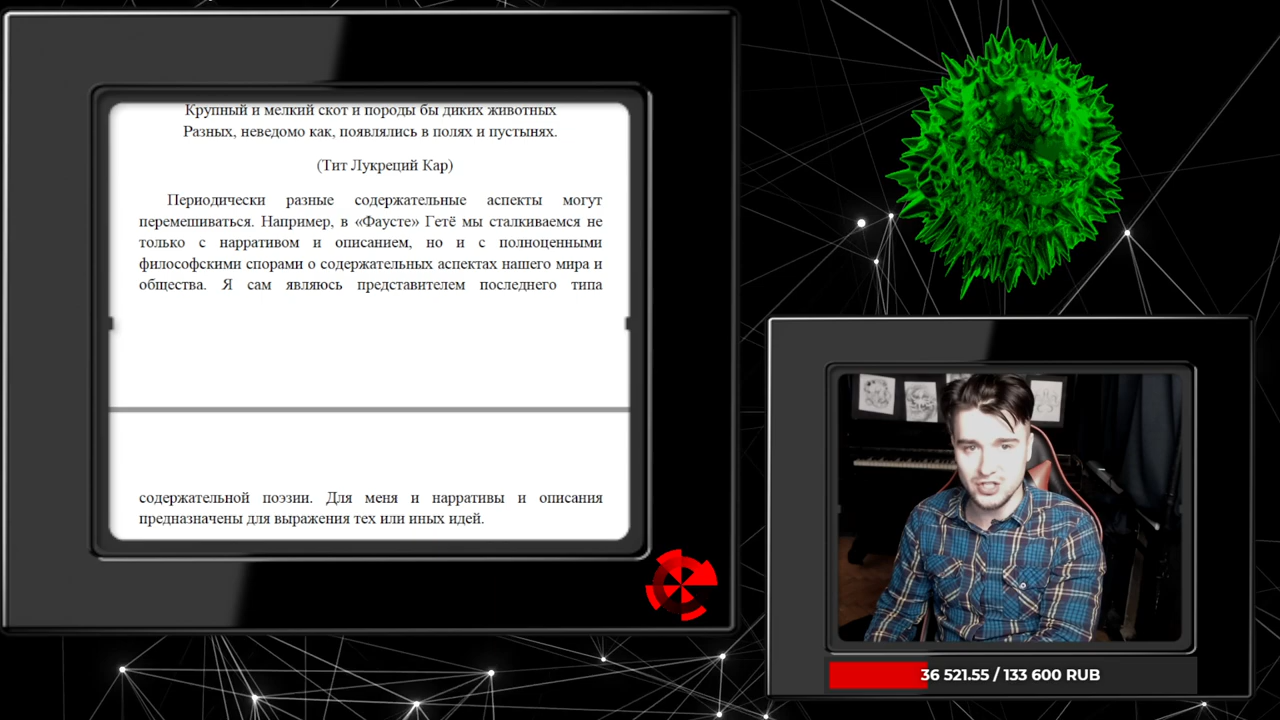 Крупный и мелкий скот и породы бы диких животных
Разных, неведомо как, появлялись в полях и пустынях.
(Тит Лукреций Кар)
Периодически разные содержательные аспекты могут
перемешиваться. Например, в «Фаусте» Гетё мы сталкиваемся не
только с нарративом и описанием, но и с полноценными
философскими спорами о содержательных аспектах нашего мира и
общества. Я сам являюсь представителем последнего типа
содержательной поэзии. Для меня и нарративы и описания
предназначены для выражения тех или иных идей.
36 521.55 / 133 600 RUB